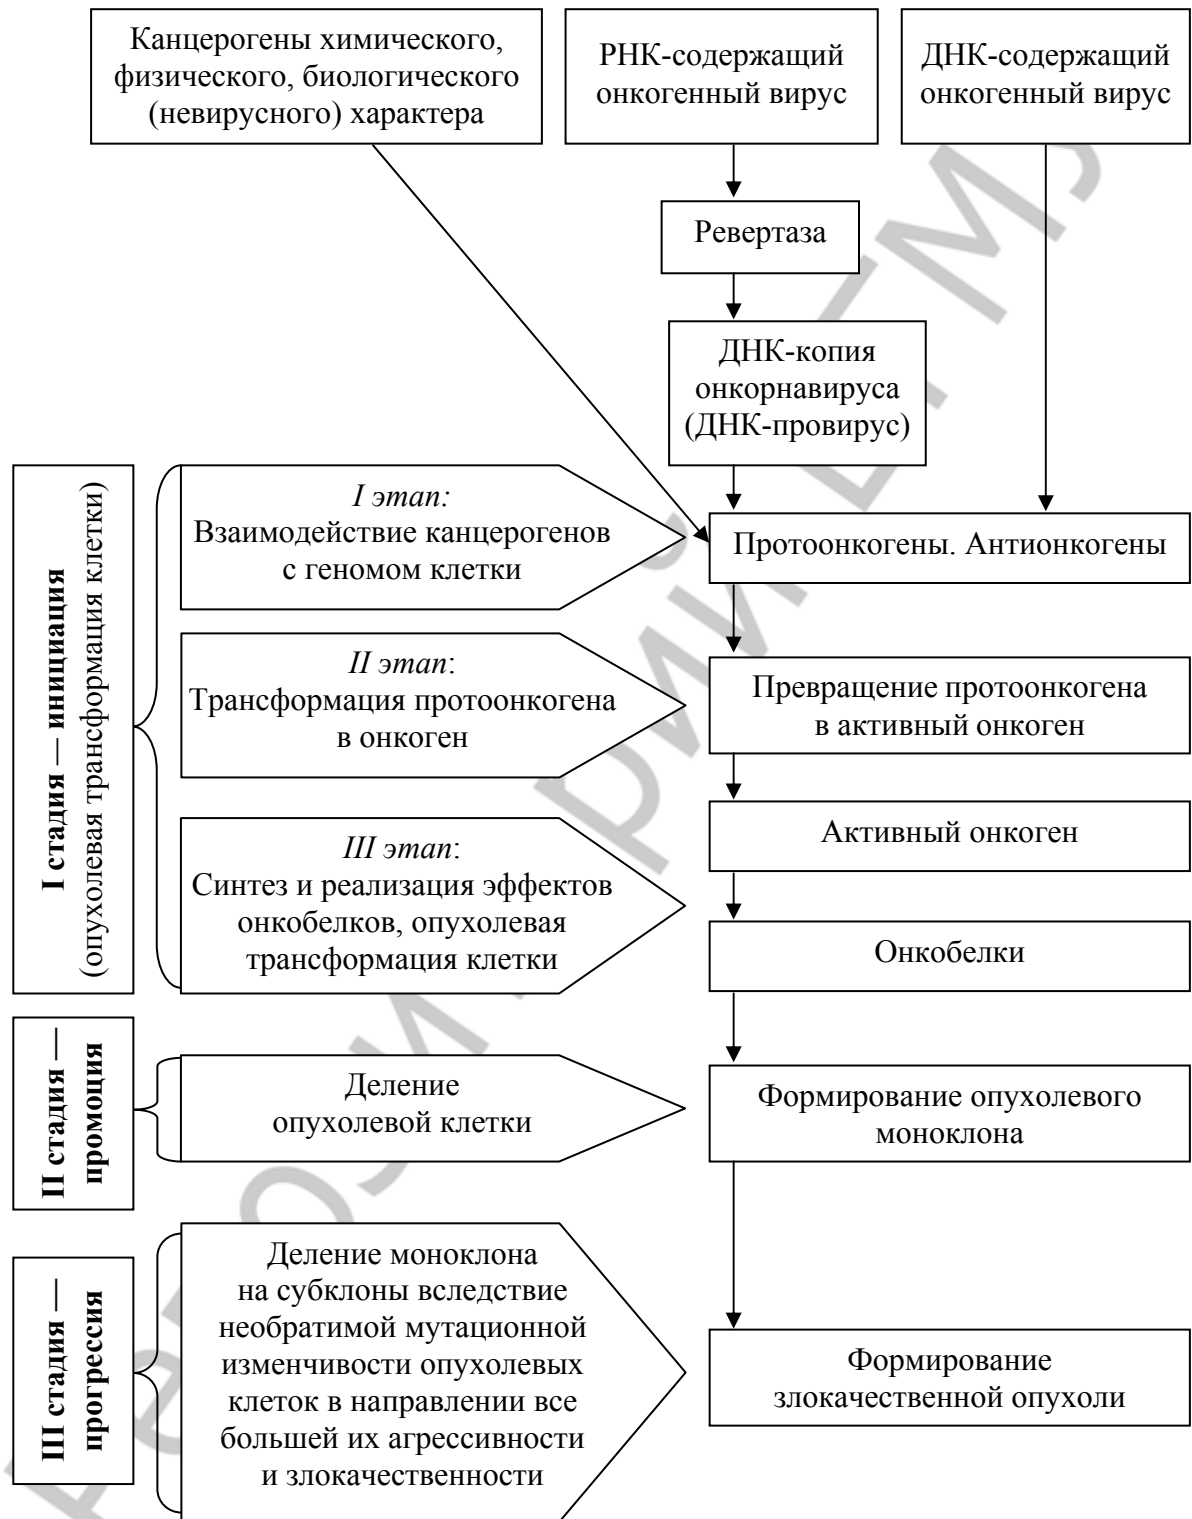 Канцерогены химического,
физического, биологического
(невирусного) характера
РНК-содержащий
онкогенный вирус
ДНК-содержащий
онкогенный вирус
Ревертаза
ДНК-копия
онкорнавируса
(ДНК-провирус)
I стадия — инициация
(опухолевая трансформация клетки)
I этап:
Взаимодействие канцерогенов
с геномом клетки
Протоонкогены. Антионкогены
II этап:
Трансформация протоонкогена
в онкоген
Превращение протоонкогена
в активный онкоген
Активный онкоген
III этап:
Синтез и реализация эффектов
онкобелков, опухолевая
трансформация клетки
Онкобелки
II стадия —
промоция
Деление
опухолевой клетки
Формирование опухолевого
моноклона
III стадия —
прогрессия
Деление моноклона
на субклоны вследствие
необратимой мутационной
изменчивости опухолевых
клеток в направлении все
большей их агрессивности
и злокачественности
Формирование
злокачественной опухоли